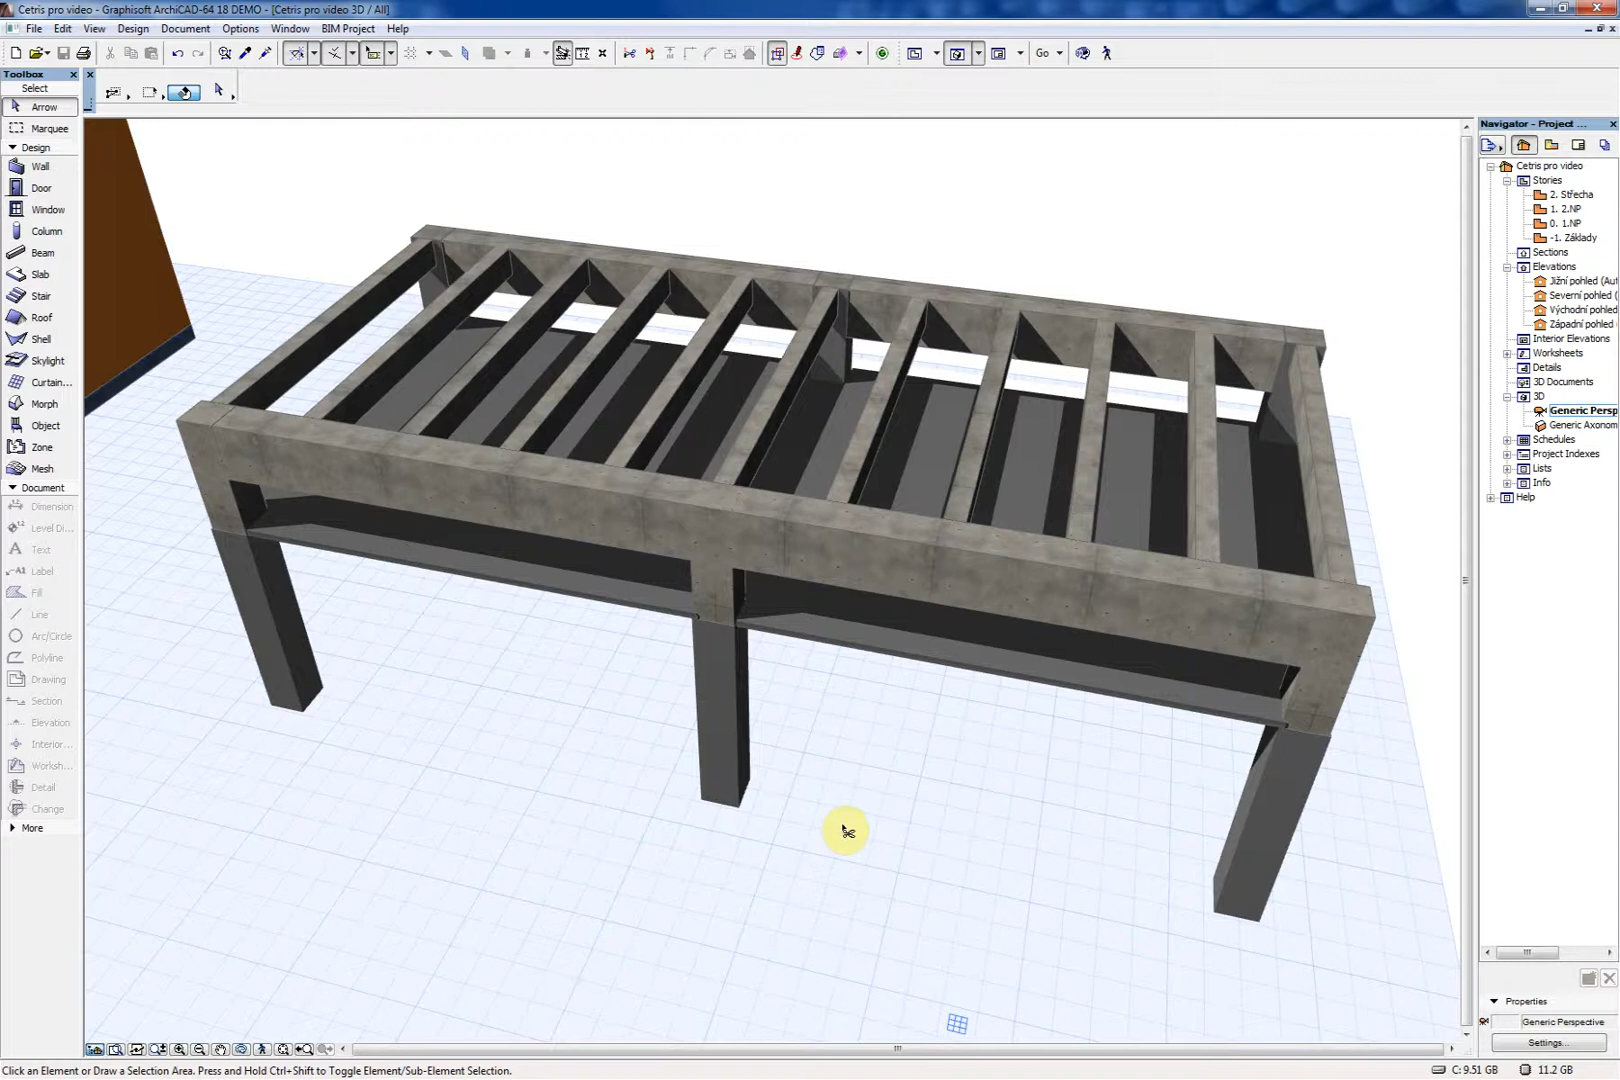 Cetris pro video - Graphisoft ArchiCAD-64 18 DEMO - [Cetris pro video 3D / All]
File Edit View Design Document Options Window BIM Project Help
Go
Toolbox
Select
Arrow
Marquee
Design
Wall
Door
Window
Column
Beam
Slab
Stair
Roof
Shell
Skylight
Curtain...
Morph
Object
Zone
Mesh
Document
Dimension
Level Di...
Text
Label
Fill
Line
Arc/Circle
Polyline
Drawing
Section
Elevation
Interior...
Worksh...
Detail
Change
More
Navigator - Project ...
Cetris pro video
Stories
2. Střecha
1. 2.NP
0. 1.NP
-1. Základy
Sections
Elevations
Jižní pohled (Aut
Severní pohled (
Východní pohled
Západní pohled
Interior Elevations
Worksheets
Details
3D Documents
3D
Generic Persp
Generic Axonom
Schedules
Project Indexes
Lists
Info
Help
Properties
Generic Perspective
Settings...
Click an Element or Draw a Selection Area. Press and Hold Ctrl+Shift to Toggle Element/Sub-Element Selection.
C: 9.51 GB 11.2 GB